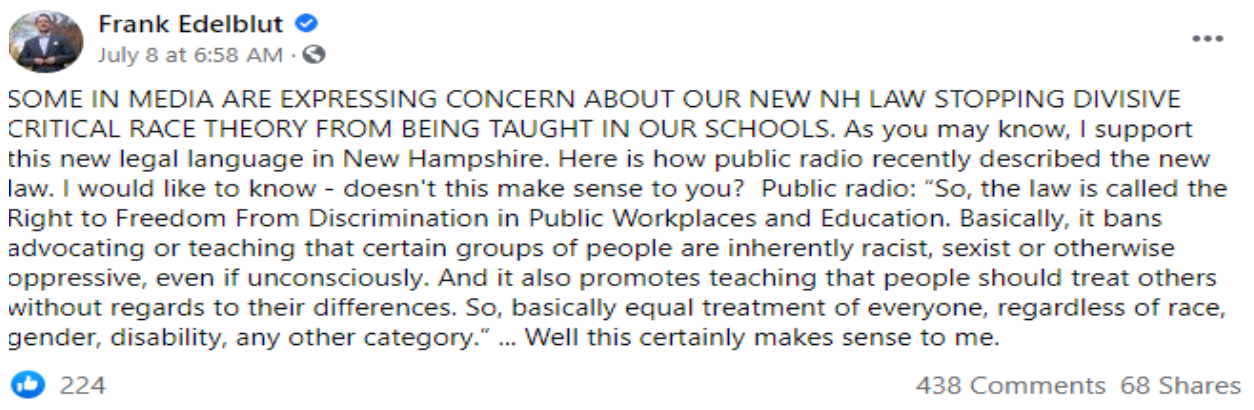 Frank Edelblut
July 8 at 6:58 AM ·
SOME IN MEDIA ARE EXPRESSING CONCERN ABOUT OUR NEW NH LAW STOPPING DIVISIVE
CRITICAL RACE THEORY FROM BEING TAUGHT IN OUR SCHOOLS. As you may know, I support
this new legal language in New Hampshire. Here is how public radio recently described the new
law. I would like to know - doesn't this make sense to you?  Public radio: “So, the law is called the
Right to Freedom From Discrimination in Public Workplaces and Education. Basically, it bans
advocating or teaching that certain groups of people are inherently racist, sexist or otherwise
oppressive, even if unconsciously. And it also promotes teaching that people should treat others
without regards to their differences. So, basically equal treatment of everyone, regardless of race,
gender, disability, any other category.” ... Well this certainly makes sense to me.
224 438 Comments 68 Shares